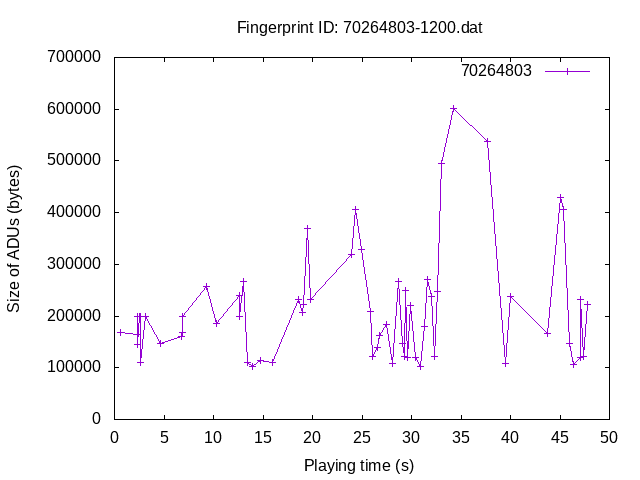 Fingerprint ID: 70264803-1200.dat
70264803
Size of ADUs (bytes)
700000
600000
500000
400000
300000
200000
100000
0
0 5 10 15 20 25 30 35 40 45 50
Playing time (s)